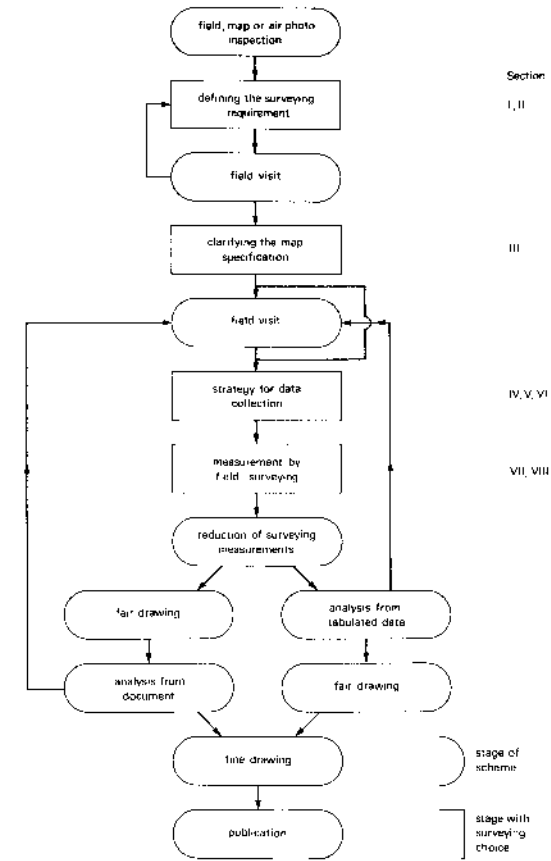 field, map or air photo
inspection
Section
defining the surveying
requirement
I, II
field visit
clarifying the map
specification
III
field visit
strategy for data
collection
IV, V, VI
measurement by
field surveying
VII, VIII
reduction of surveying
measurements
fair drawing
analysis from
tabulated data
analysis from
document
fair drawing
fine drawing
stage of
scheme
publication
stage with
surveying
choice